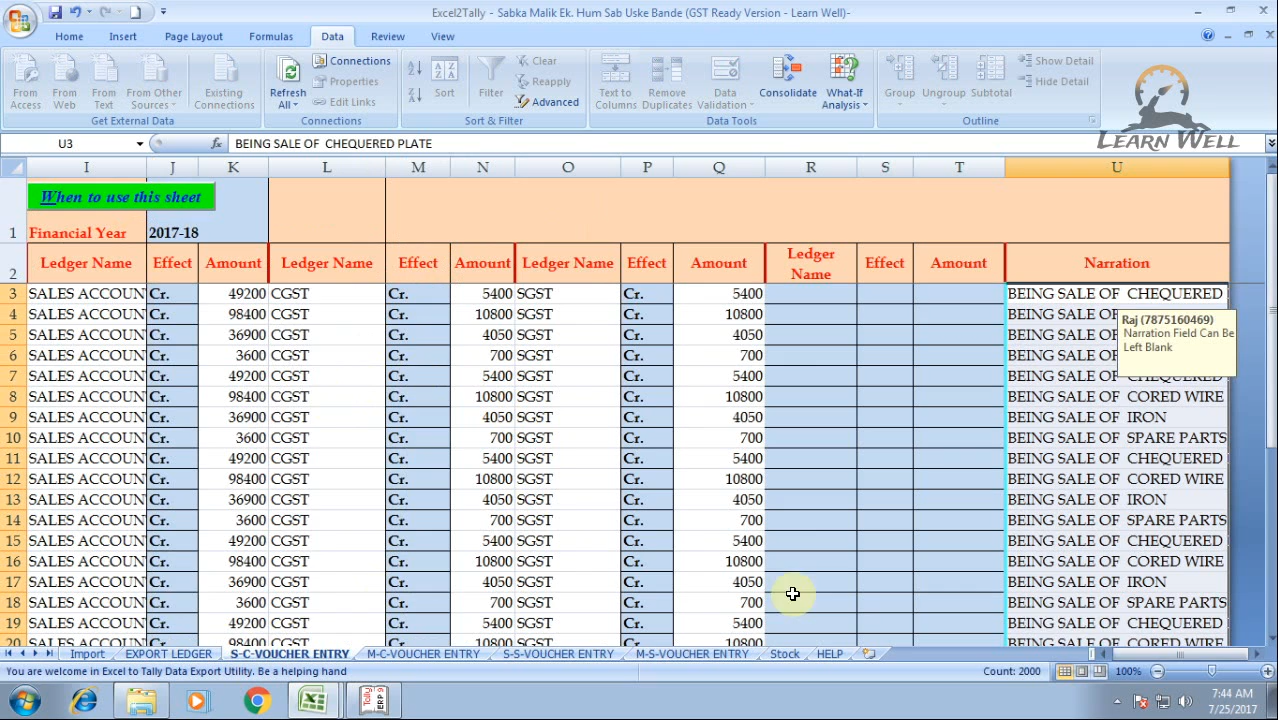 Excel2Tally - Sabka Malik Ek. Hum Sab Uske Bande (GST Ready Version - Learn Well)-
Home Insert Page Layout Formulas Data Review View
From Access
From Web
From Text
From Other Sources
Existing Connections
Get External Data
Refresh All
Connections
Properties
Edit Links
Connections
Sort
Filter
Clear
Reapply
Advanced
Sort & Filter
Text to Columns
Remove Duplicates
Data Validation
Consolidate
What-If Analysis
Data Tools
Group
Ungroup
Subtotal
Show Detail
Hide Detail
Outline
LEARN WELL
U3 fx BEING SALE OF CHEQUERED PLATE
I J K L M N O P Q R S T U
When to use this sheet
1 Financial Year 2017-18
2 Ledger Name Effect Amount Ledger Name Effect Amount Ledger Name Effect Amount Ledger Name Effect Amount Narration
3 SALES ACCOUN Cr. 49200 CGST Cr. 5400 SGST Cr. 5400 BEING SALE OF CHEQUERED
4 SALES ACCOUN Cr. 98400 CGST Cr. 10800 SGST Cr. 10800 BEING SALE OF
5 SALES ACCOUN Cr. 36900 CGST Cr. 4050 SGST Cr. 4050 BEING SALE OF
6 SALES ACCOUN Cr. 3600 CGST Cr. 700 SGST Cr. 700 BEING SALE OF
7 SALES ACCOUN Cr. 49200 CGST Cr. 5400 SGST Cr. 5400 BEING SALE OF CHEQUERED
Raj (7875160469)
Narration Field Can Be
Left Blank
8 SALES ACCOUN Cr. 98400 CGST Cr. 10800 SGST Cr. 10800 BEING SALE OF CORED WIRE
9 SALES ACCOUN Cr. 36900 CGST Cr. 4050 SGST Cr. 4050 BEING SALE OF IRON
10 SALES ACCOUN Cr. 3600 CGST Cr. 700 SGST Cr. 700 BEING SALE OF SPARE PARTS
11 SALES ACCOUN Cr. 49200 CGST Cr. 5400 SGST Cr. 5400 BEING SALE OF CHEQUERED
12 SALES ACCOUN Cr. 98400 CGST Cr. 10800 SGST Cr. 10800 BEING SALE OF CORED WIRE
13 SALES ACCOUN Cr. 36900 CGST Cr. 4050 SGST Cr. 4050 BEING SALE OF IRON
14 SALES ACCOUN Cr. 3600 CGST Cr. 700 SGST Cr. 700 BEING SALE OF SPARE PARTS
15 SALES ACCOUN Cr. 49200 CGST Cr. 5400 SGST Cr. 5400 BEING SALE OF CHEQUERED
16 SALES ACCOUN Cr. 98400 CGST Cr. 10800 SGST Cr. 10800 BEING SALE OF CORED WIRE
17 SALES ACCOUN Cr. 36900 CGST Cr. 4050 SGST Cr. 4050 BEING SALE OF IRON
18 SALES ACCOUN Cr. 3600 CGST Cr. 700 SGST Cr. 700 BEING SALE OF SPARE PARTS
19 SALES ACCOUN Cr. 49200 CGST Cr. 5400 SGST Cr. 5400 BEING SALE OF CHEQUERED
20 SALES ACCOUN Cr. 98400 CGST Cr. 10800 SGST Cr. 10800 BEING SALE OF CORED WIRE
Import EXPORT LEDGER S-C-VOUCHER ENTRY M-C-VOUCHER ENTRY S-S-VOUCHER ENTRY M-S-VOUCHER ENTRY Stock HELP
You are welcome in Excel to Tally Data Export Utility. Be a helping hand Count: 2000 100%
Tally ERP 9
7:44 AM
7/25/2017